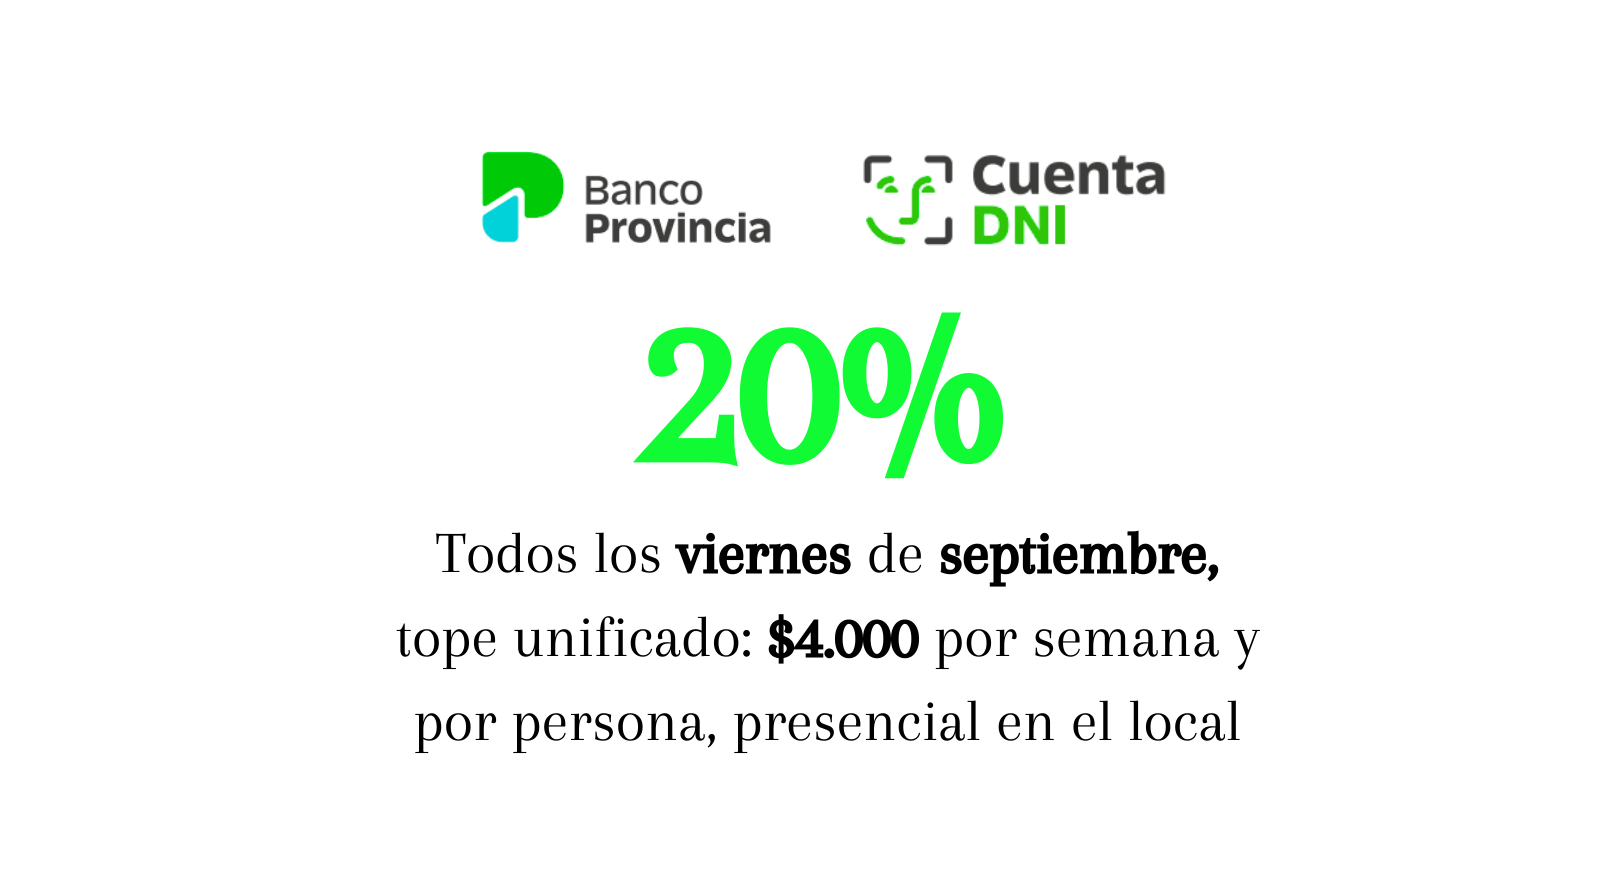 Banco
Provincia
Cuenta
DNI
20%
Todos los viernes de septiembre,
tope unificado: $4.000 por semana y
por persona, presencial en el local